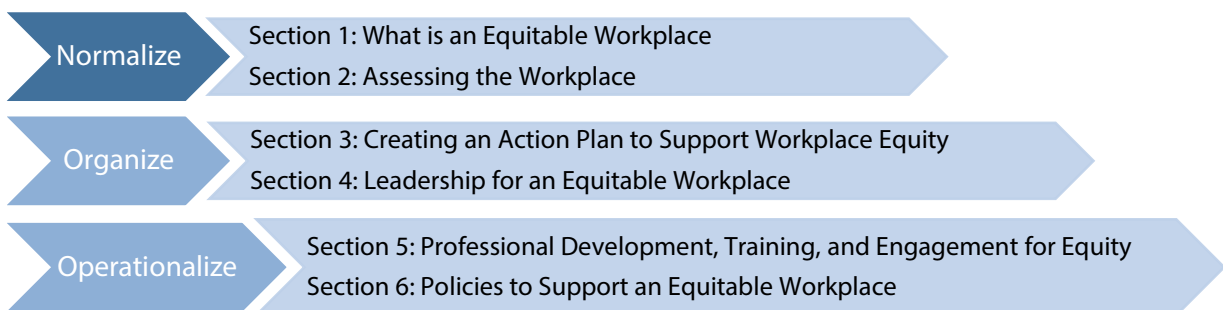 Normalize
Section 1: What is an Equitable Workplace
Section 2: Assessing the Workplace
Organize
Section 3: Creating an Action Plan to Support Workplace Equity
Section 4: Leadership for an Equitable Workplace
Operationalize
Section 5: Professional Development, Training, and Engagement for Equity
Section 6: Policies to Support an Equitable Workplace